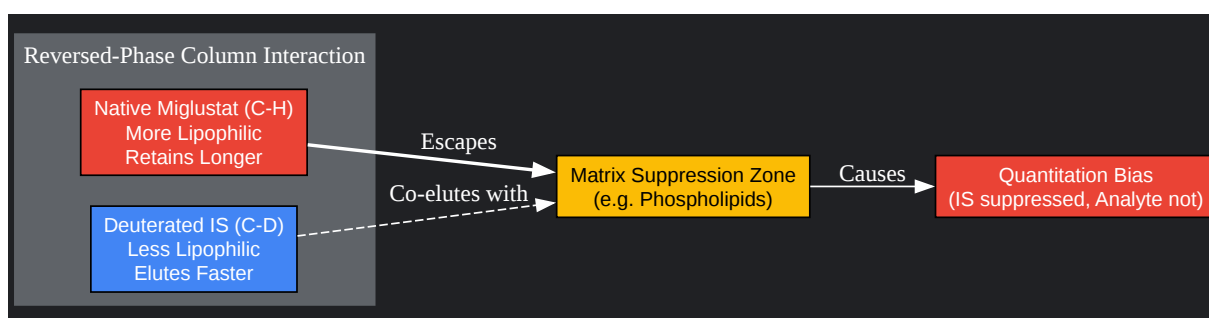 Reversed-Phase Column Interaction
Native Miglustat (C-H)
More Lipophilic
Retains Longer
Escapes
Deuterated IS (C-D)
Less Lipophilic
Elutes Faster
Co-elutes with
Matrix Suppression Zone
(e.g. Phospholipids)
Causes
Quantitation Bias
(IS suppressed, Analyte not)